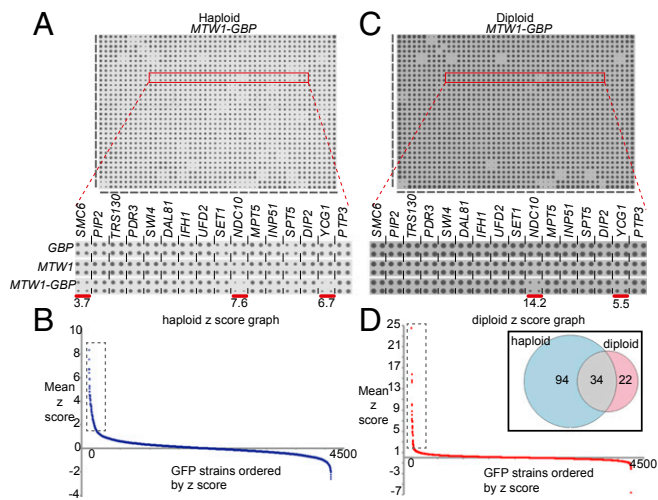 A
Haploid
MTW1-GBP
SMC6
PIP2
TRS130
PDR3
SWI4
DAL81
IFH1
UFD2
SET1
NDC10
MPT5
INP51
SPT5
DIP2
YCG1
PTP3
GBP
MTW1
MTW1-GBP
3.7
7.6
6.7
C
Diploid
MTW1-GBP
SMC6
PIP2
TRS130
PDR3
SWI4
DAL81
IFH1
UFD2
SET1
NDC10
MPT5
INP51
SPT5
DIP2
YCG1
PTP3
14.2
5.5
B
haploid z score graph
10
8
6
4
2
0
-2
-4
Mean
z
score
0
4500
GFP strains ordered
by z score
D
diploid z score graph
25
21
17
13
9
5
1
-3
-7
Mean
z
score
0
4500
GFP strains ordered
by z score
haploid
diploid
94
34
22